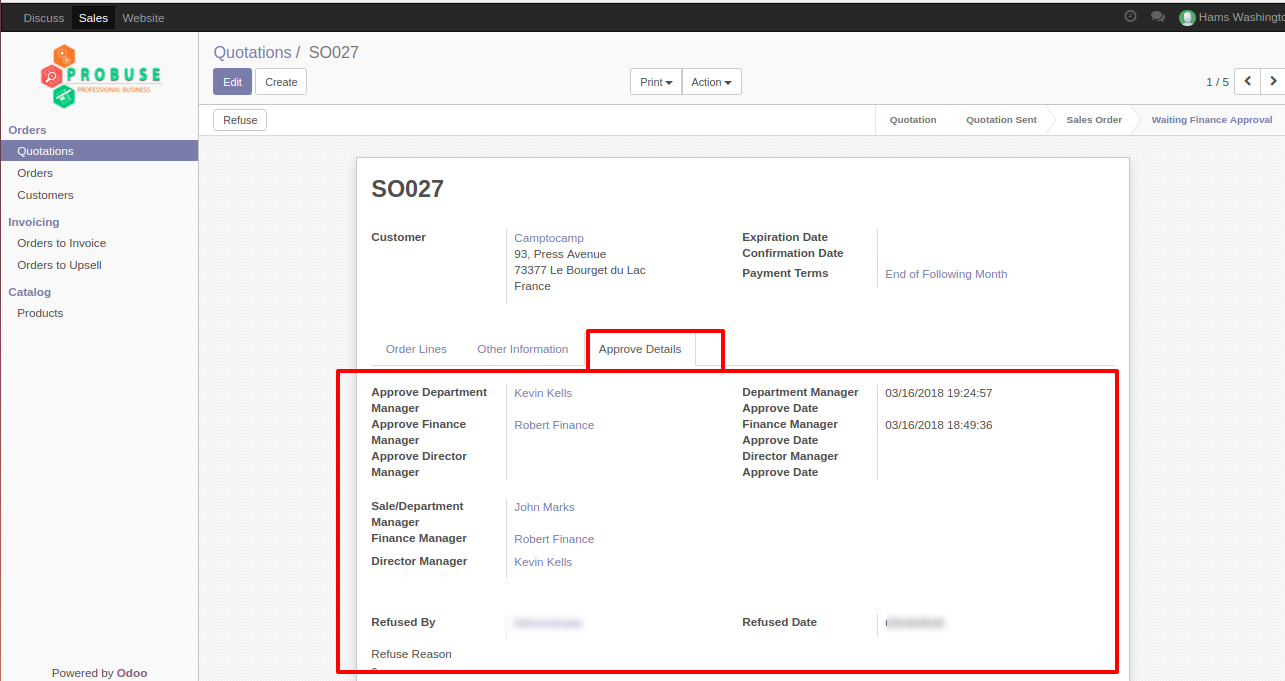 Discuss Sales Website Hams Washingto
PROBUSE
PROFESSIONAL BUSINESS
Quotations / SO027
Edit Create Print Action 1 / 5
Refuse Quotation Quotation Sent Sales Order Waiting Finance Approval
Orders
Quotations
Orders
Customers
Invoicing
Orders to Invoice
Orders to Upsell
Catalog
Products
Powered by Odoo
SO027
Customer
Camptocamp
93, Press Avenue
73377 Le Bourget du Lac
France
Expiration Date
Confirmation Date
Payment Terms End of Following Month
Order Lines Other Information Approve Details
Approve Department
Manager
Kevin Kells
Approve Finance
Manager
Robert Finance
Approve Director
Manager
Department Manager
Approve Date
03/16/2018 19:24:57
Finance Manager
Approve Date
03/16/2018 18:49:36
Director Manager
Approve Date
Sale/Department
Manager
John Marks
Finance Manager Robert Finance
Director Manager Kevin Kells
Refused By
Refused Date
Refuse Reason